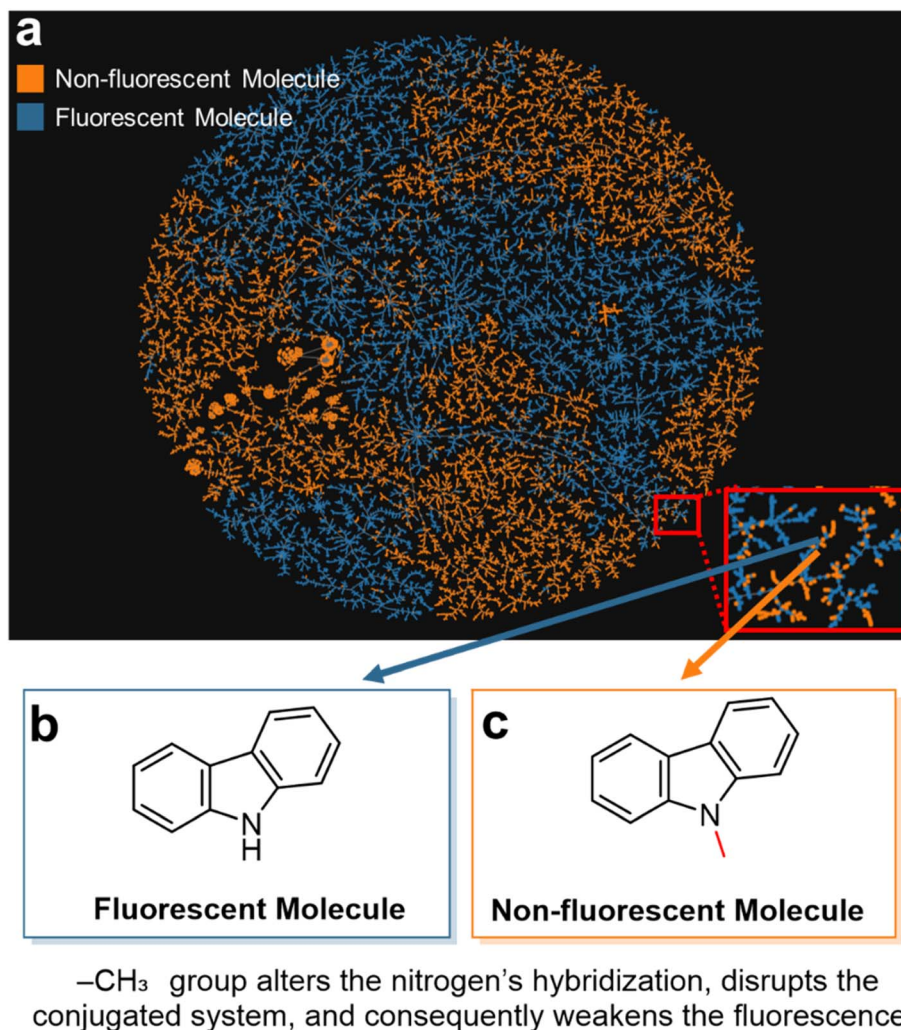 a
Non-fluorescent Molecule
Fluorescent Molecule
b
N
H
Fluorescent Molecule
c
N
Non-fluorescent Molecule
–CH₃ group alters the nitrogen’s hybridization, disrupts the
conjugated system, and consequently weakens the fluorescence